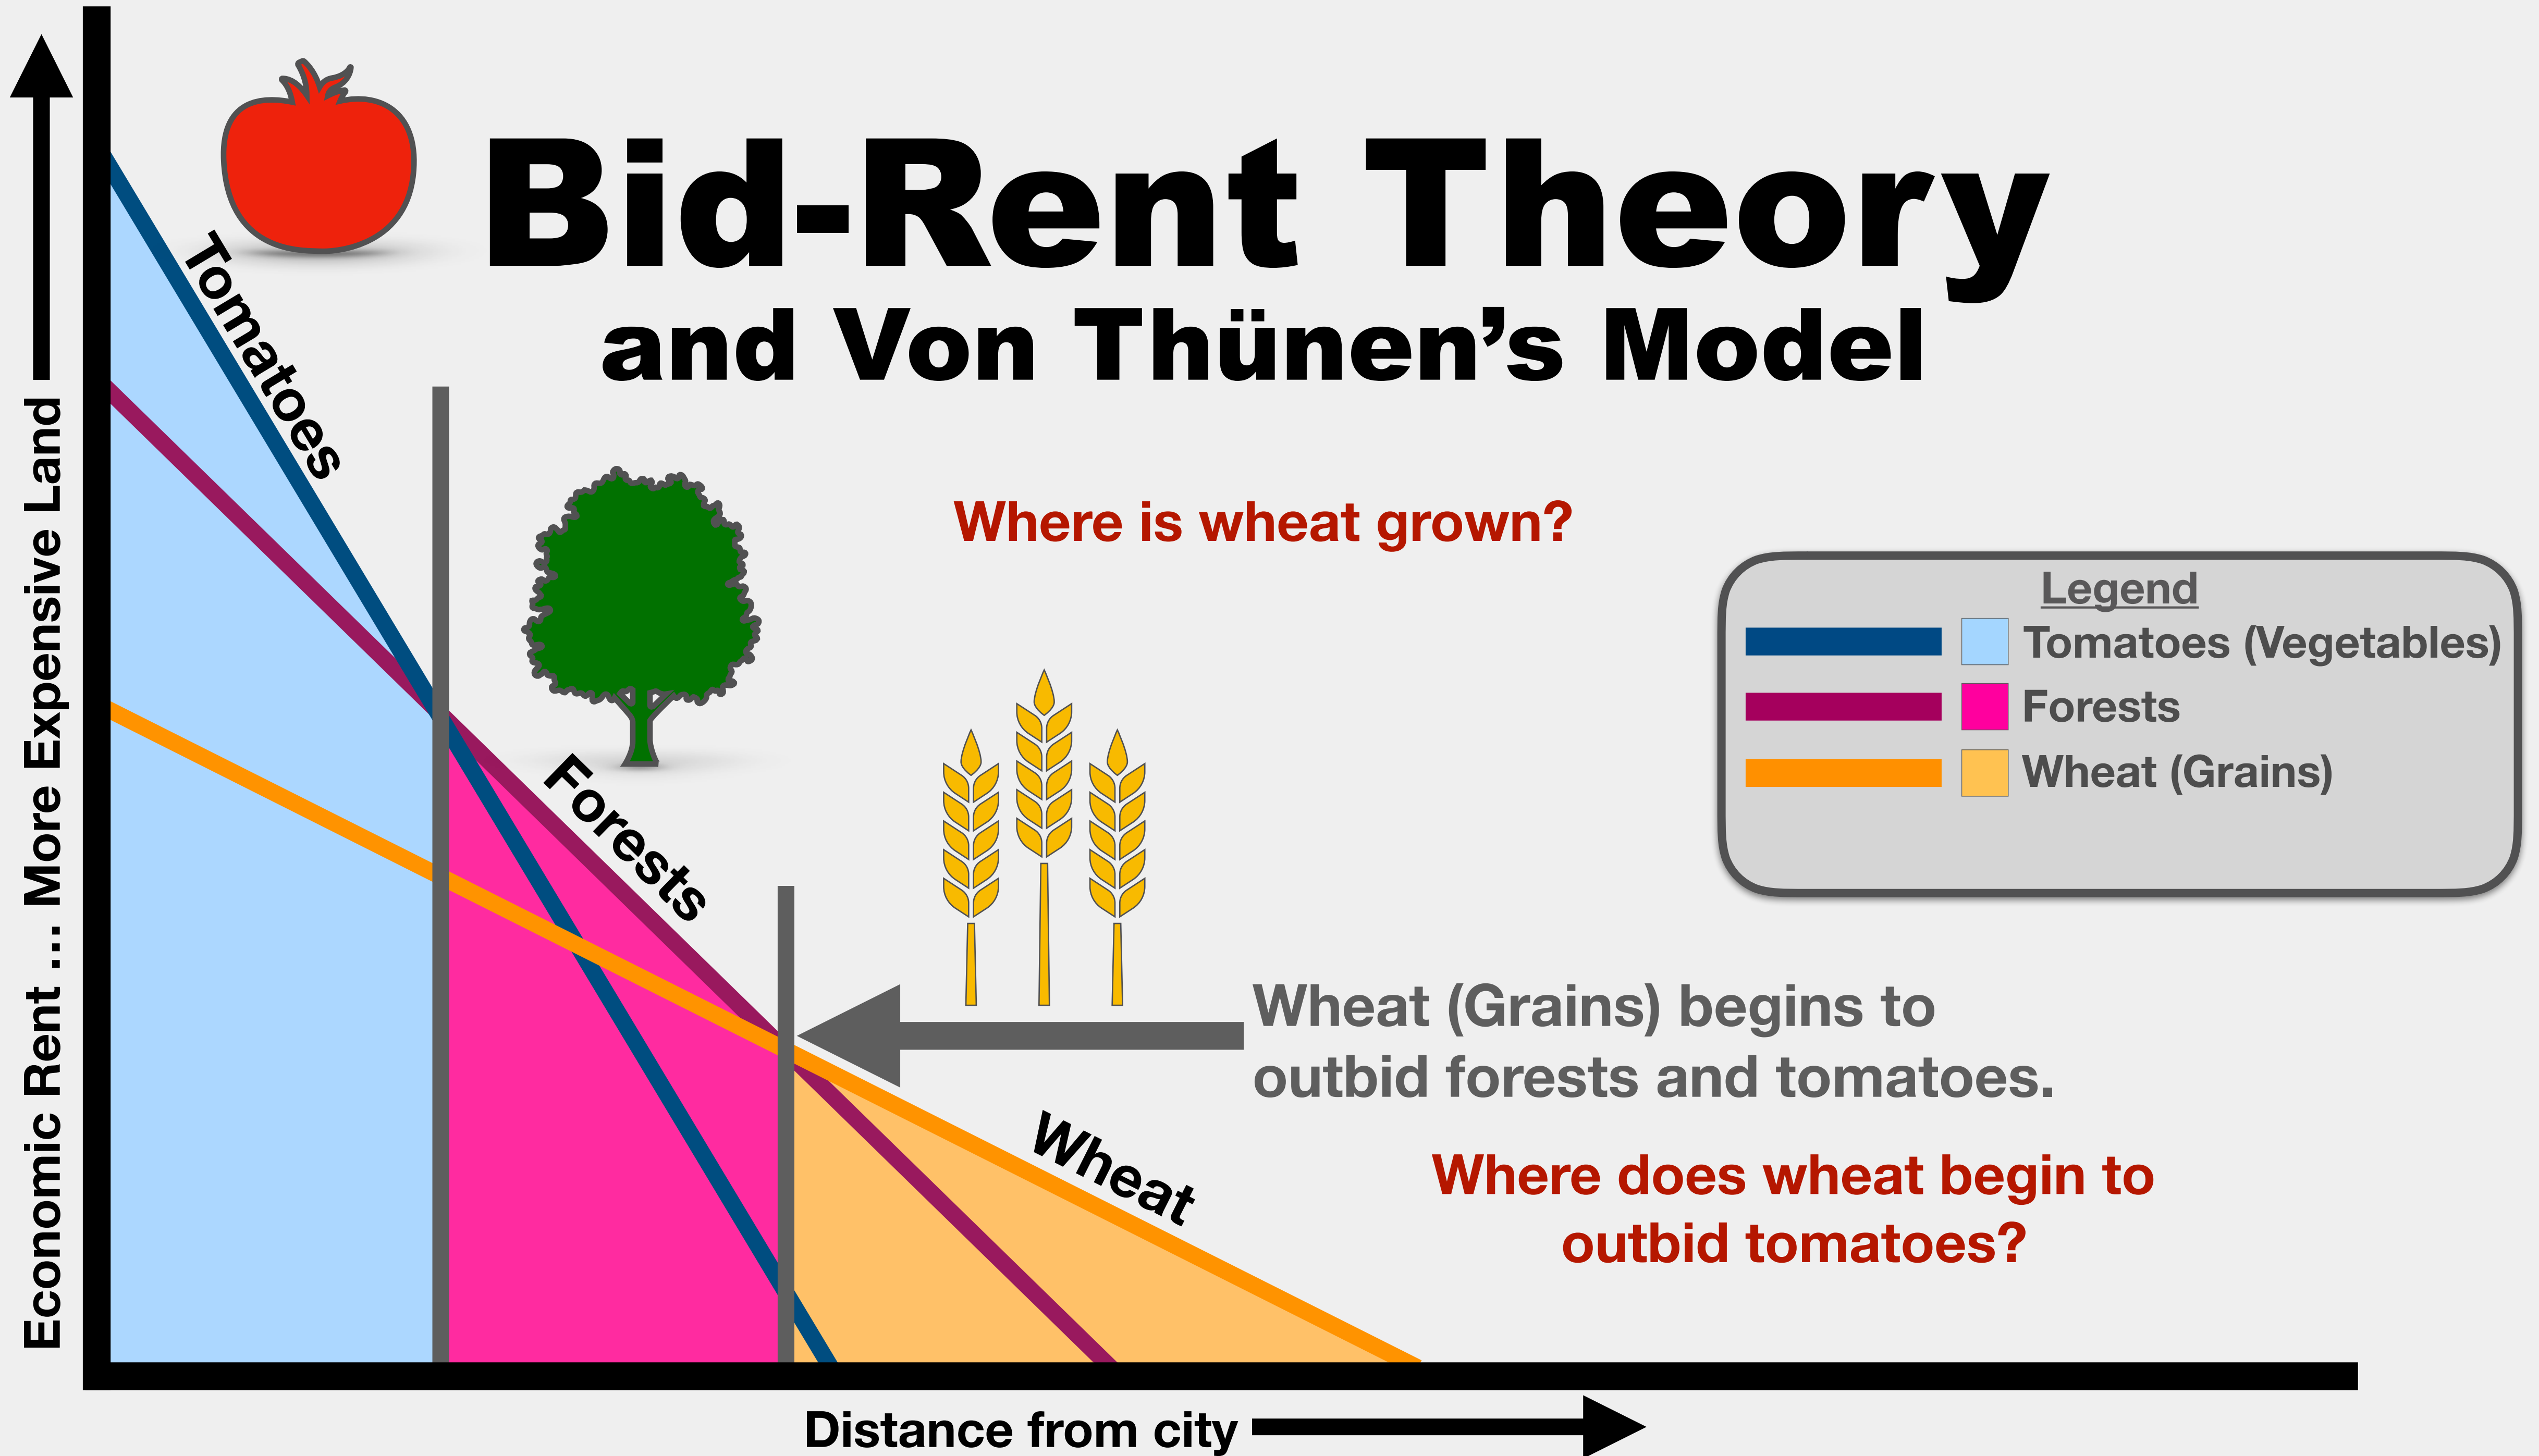 Bid-Rent Theory
and Von Thünen’s Model
Economic Rent ... More Expensive Land
Tomatoes
Where is wheat grown?
Legend
Tomatoes (Vegetables)
Forests
Wheat (Grains)
Forests
Wheat (Grains) begins to
outbid forests and tomatoes.
Wheat
Where does wheat begin to
outbid tomatoes?
Distance from city